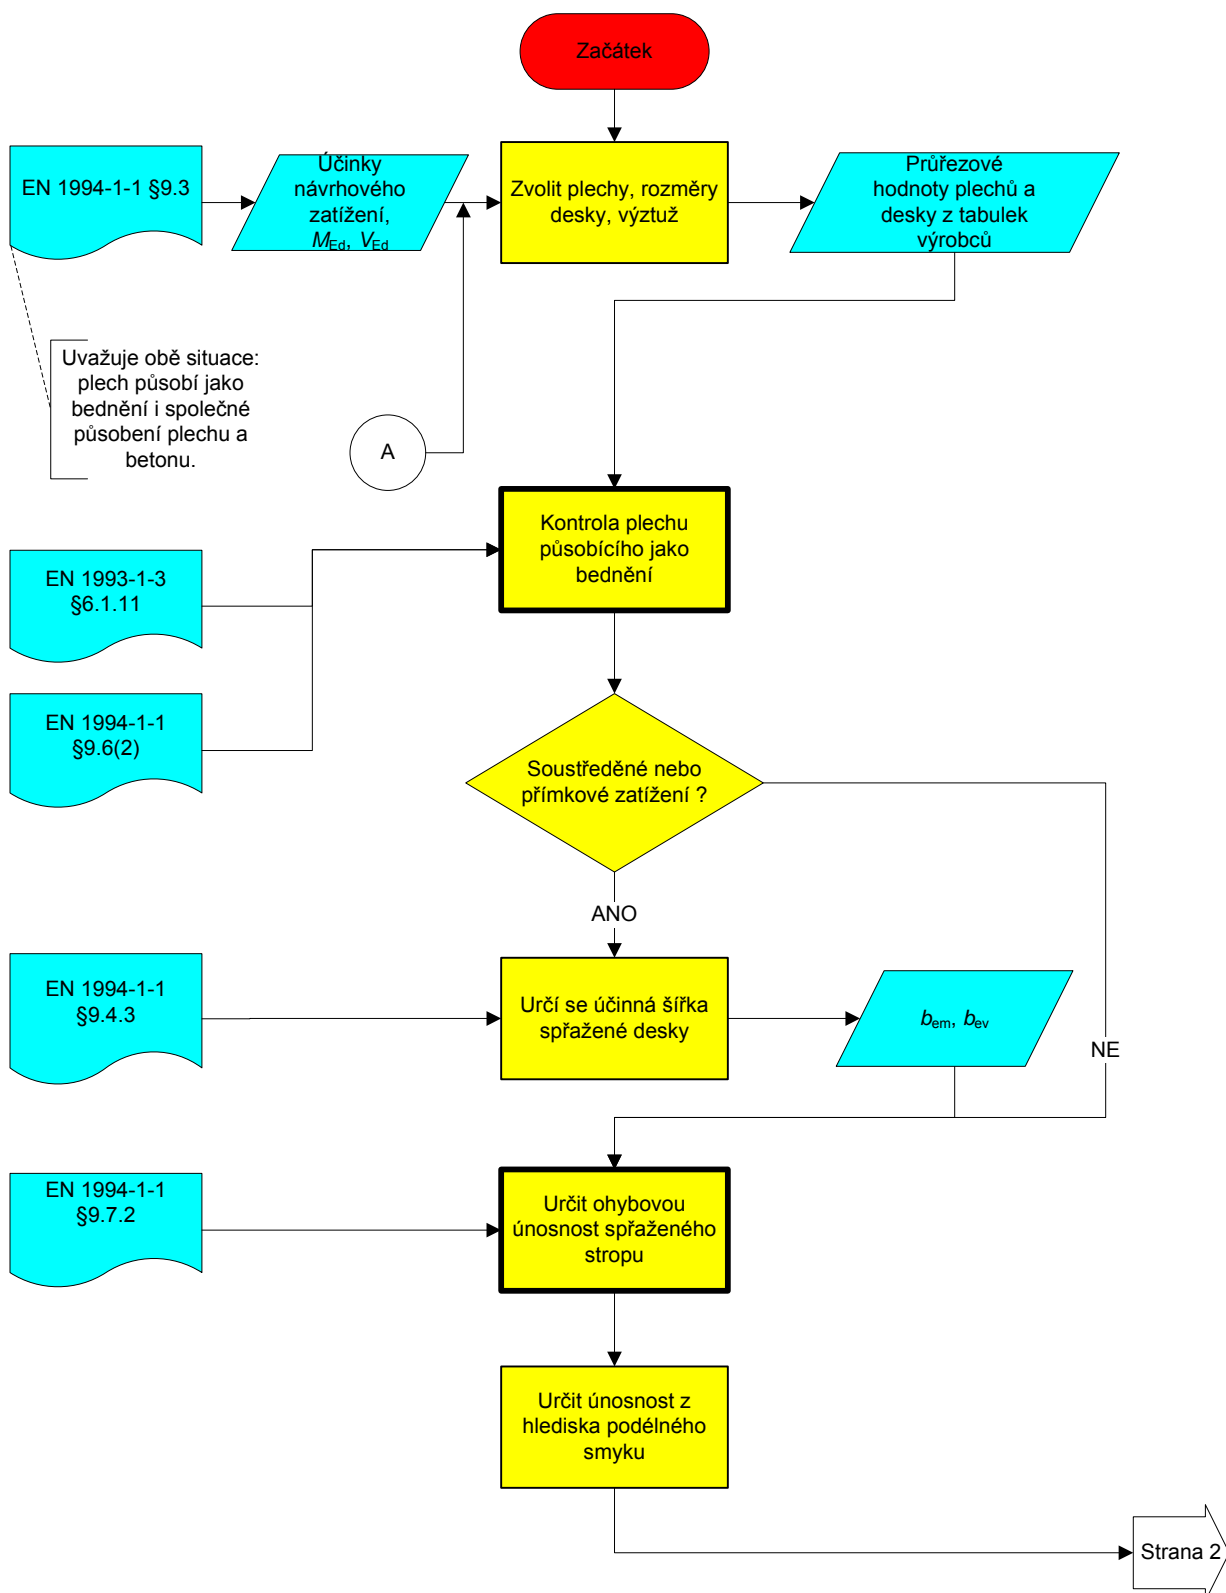 Začátek
EN 1994-1-1 §9.3
Účinky
návrhového
zatížení,
MEd, VEd
Zvolit plechy, rozměry
desky, výztuž
Průřezové
hodnoty plechů a
desky z tabulek
výrobců
Uvažuje obě situace:
plech působí jako
bednění i společné
působení plechu a
betonu.
A
Kontrola plechu
působícího jako
bednění
EN 1993-1-3
§6.1.11
EN 1994-1-1
§9.6(2)
Soustředěné nebo
přímkové zatížení ?
ANO
EN 1994-1-1
§9.4.3
Určí se účinná šířka
spřažené desky
bem, bev
NE
EN 1994-1-1
§9.7.2
Určit ohybovou
únosnost spřaženého
stropu
Určit únosnost z
hlediska podélného
smyku
Strana 2